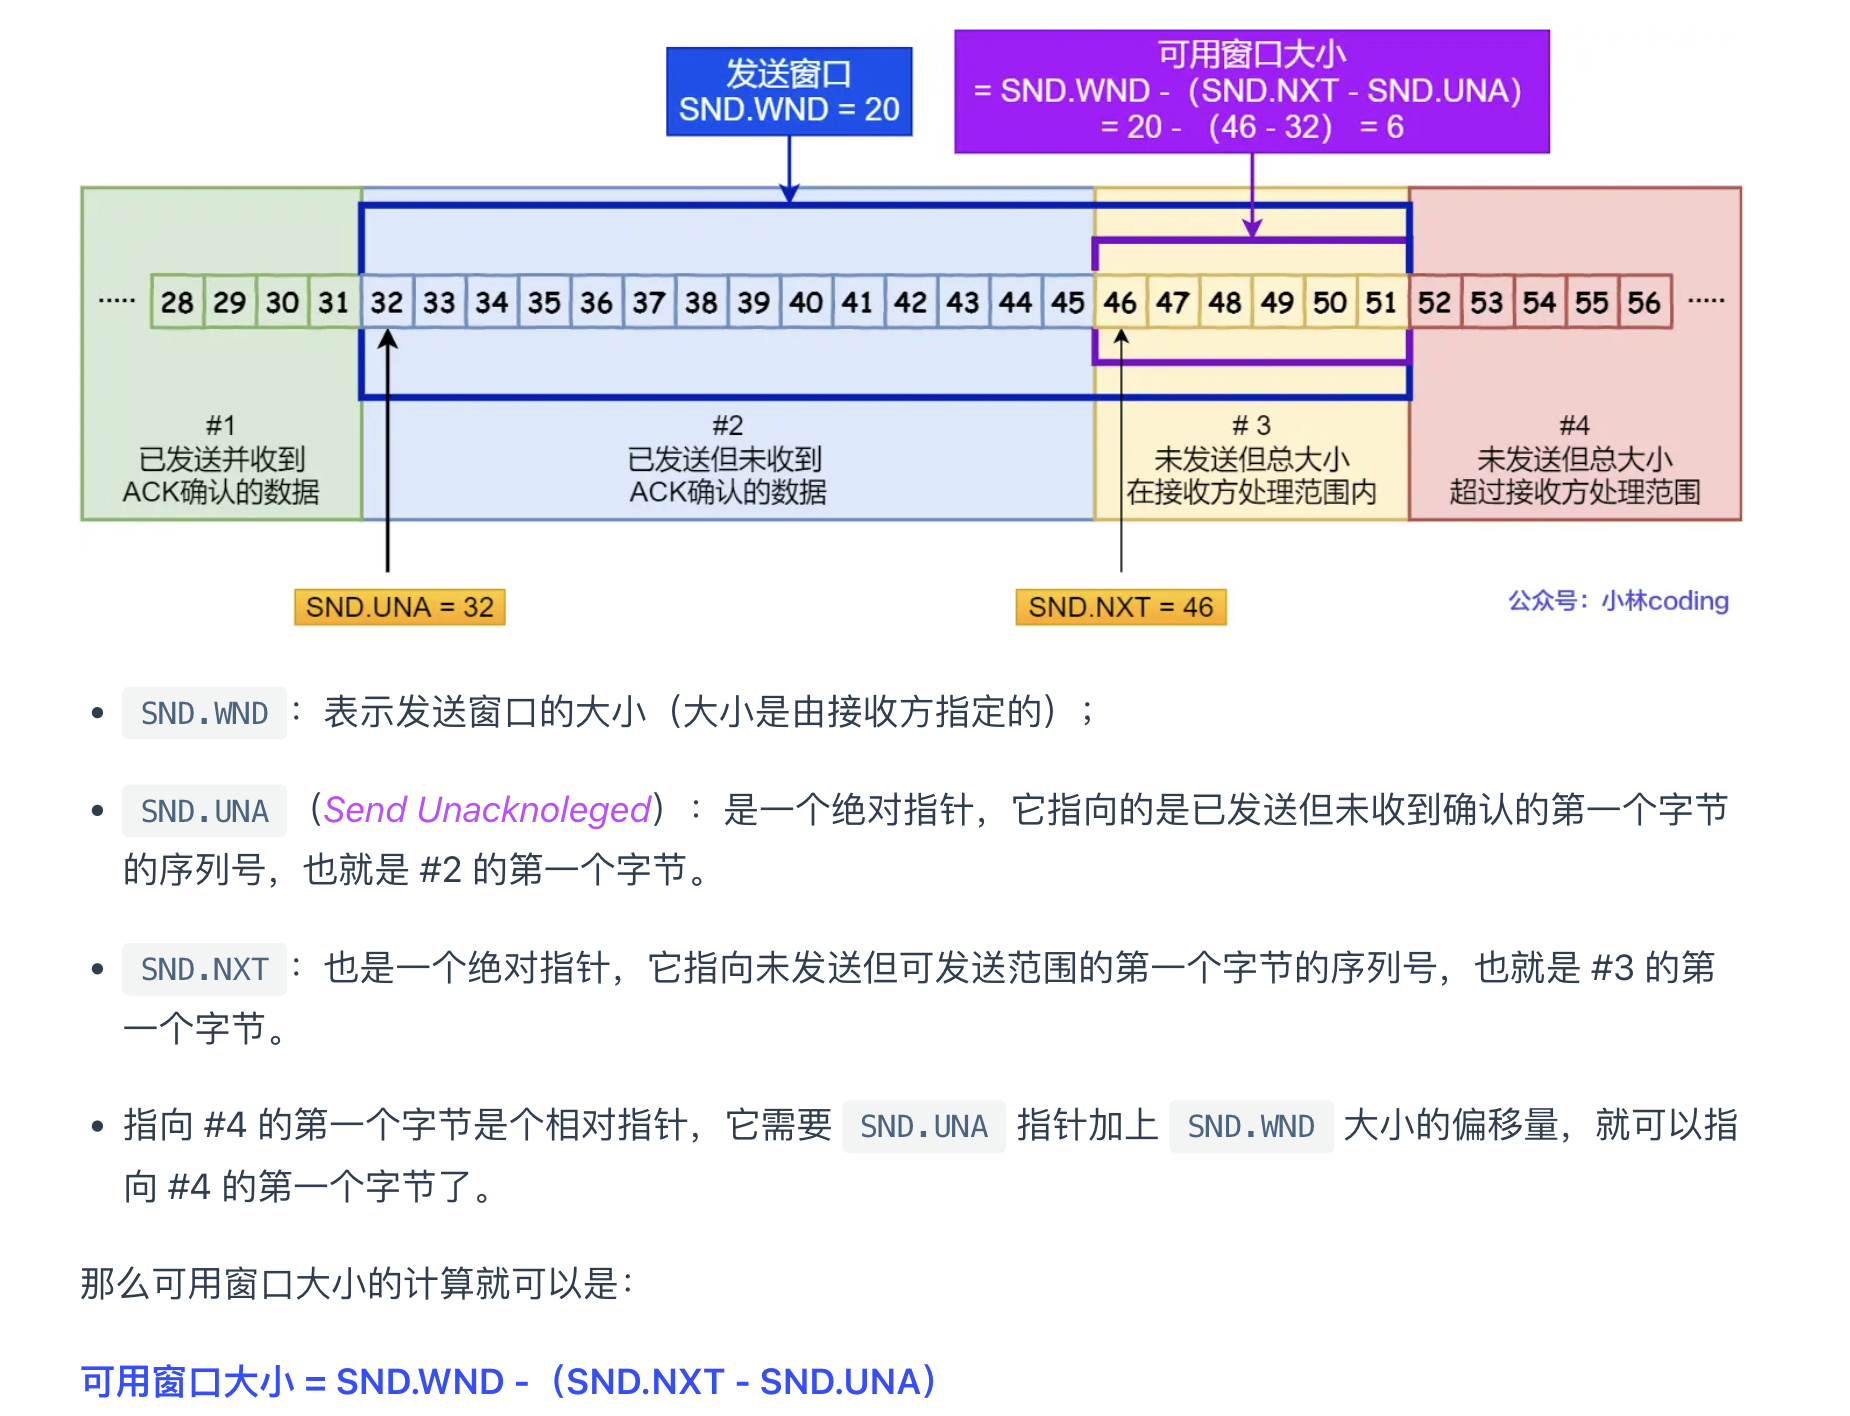 发送窗口
SND.WND = 20
可用窗口大小
= SND.WND -（SND.NXT - SND.UNA）
= 20 - （46 - 32） = 6
..... 28 29 30 31 32 33 34 35 36 37 38 39 40 41 42 43 44 45 46 47 48 49 50 51 52 53 54 55 56 .....
#1
已发送并收到
ACK确认的数据
#2
已发送但未收到
ACK确认的数据
# 3
未发送但总大小
在接收方处理范围内
#4
未发送但总大小
超过接收方处理范围
SND.UNA = 32
SND.NXT = 46
公众号：小林coding
• SND.WND：表示发送窗口的大小（大小是由接收方指定的）；
• SND.UNA（Send Unacknoleged）：是一个绝对指针，它指向的是已发送但未收到确认的第一个字节
的序列号，也就是 #2 的第一个字节。
• SND.NXT：也是一个绝对指针，它指向未发送但可发送范围的第一个字节的序列号，也就是 #3 的第
一个字节。
• 指向 #4 的第一个字节是个相对指针，它需要 SND.UNA 指针加上 SND.WND 大小的偏移量，就可以指
向 #4 的第一个字节了。
那么可用窗口大小的计算就可以是：
可用窗口大小 = SND.WND -（SND.NXT - SND.UNA）